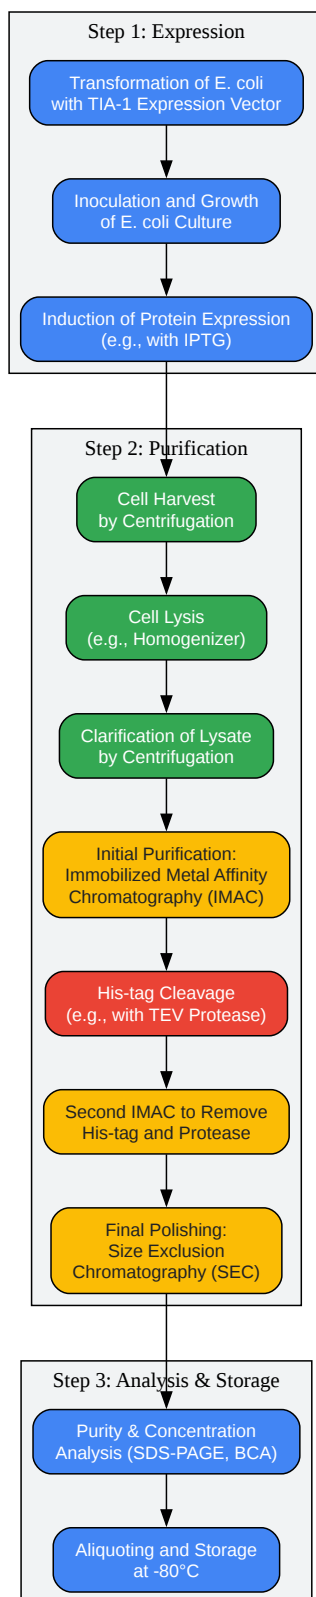 Step 1: Expression
Transformation of E. coli
with TIA-1 Expression Vector
Inoculation and Growth
of E. coli Culture
Induction of Protein Expression
(e.g., with IPTG)
Step 2: Purification
Cell Harvest
by Centrifugation
Cell Lysis
(e.g., Homogenizer)
Clarification of Lysate
by Centrifugation
Initial Purification:
Immobilized Metal Affinity
Chromatography (IMAC)
His-tag Cleavage
(e.g., with TEV Protease)
Second IMAC to Remove
His-tag and Protease
Final Polishing:
Size Exclusion
Chromatography (SEC)
Step 3: Analysis & Storage
Purity & Concentration
Analysis (SDS-PAGE, BCA)
Aliquoting and Storage
at -80°C